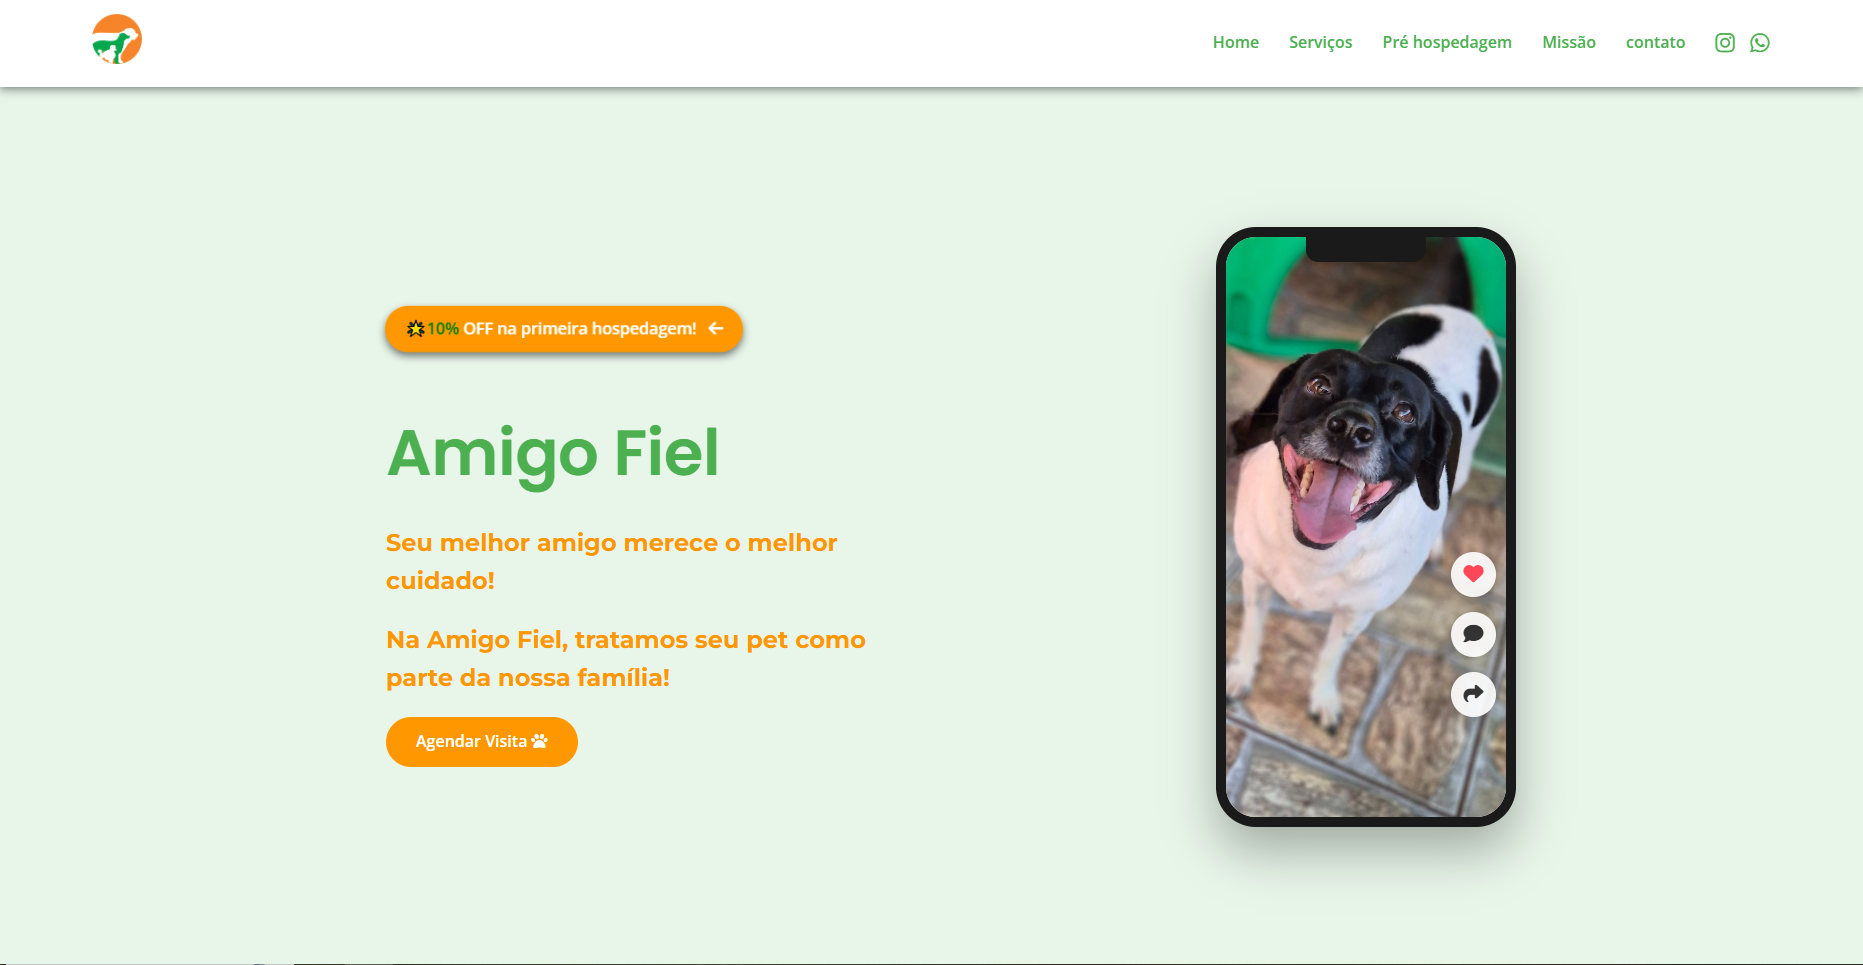 Home Serviços Pré hospedagem Missão contato
10% OFF na primeira hospedagem!
Amigo Fiel
Seu melhor amigo merece o melhor
cuidado!
Na Amigo Fiel, tratamos seu pet como
parte da nossa família!
Agendar Visita